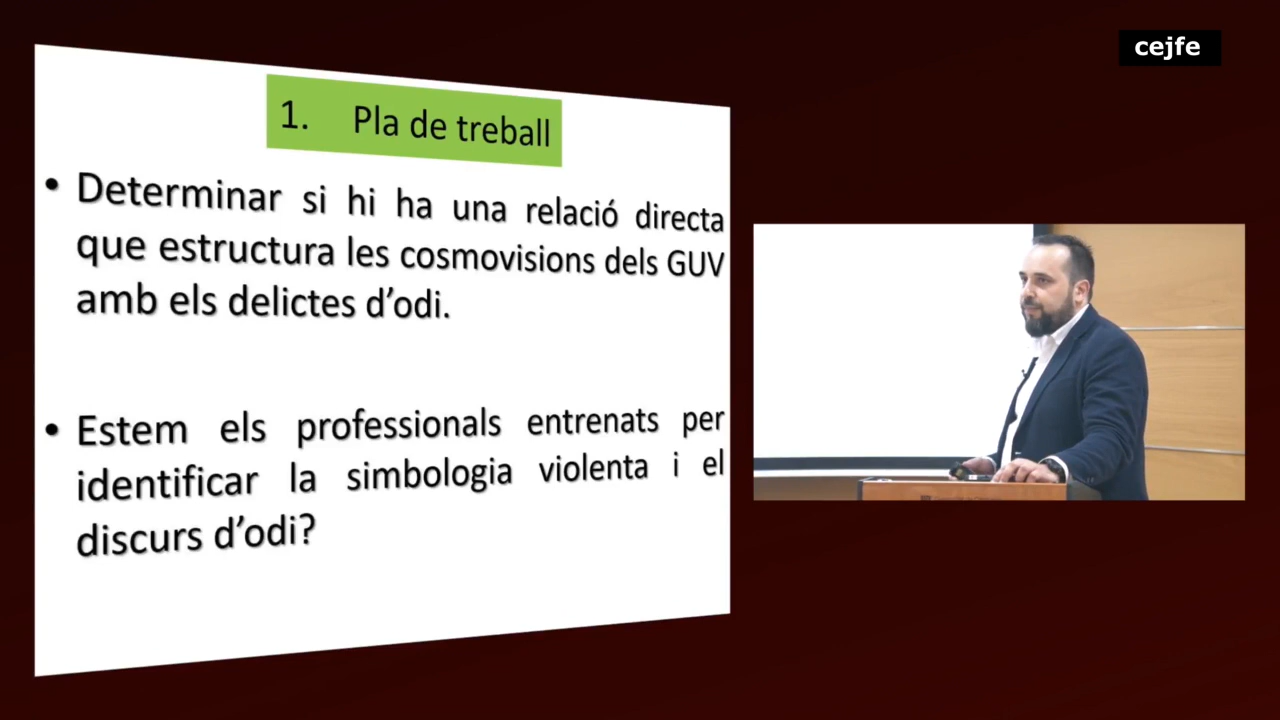 cejfe
1. Pla de treball
• Determinar si hi ha una relació directa
que estructura les cosmovisions dels GUV
amb els delictes d’odi.
• Estem els professionals entrenats per
identificar la simbologia violenta i el
discurs d’odi?